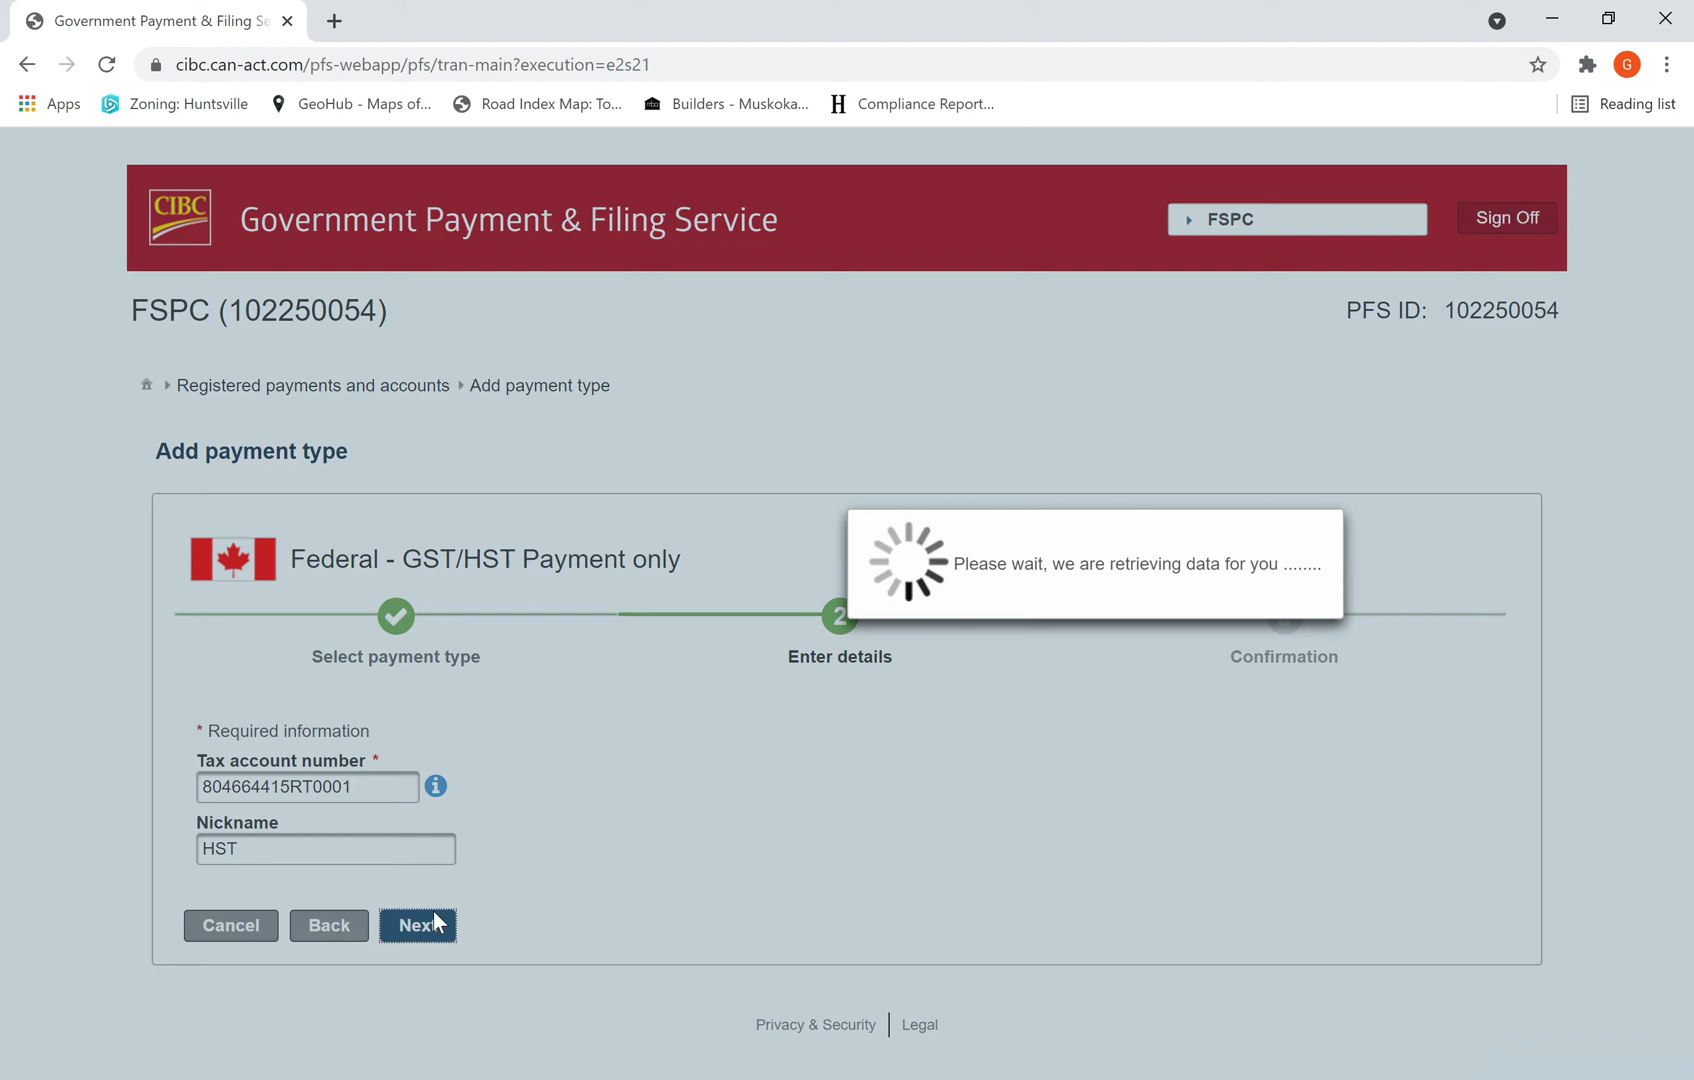 Government Payment & Filing Se
cibc.can-act.com/pfs-webapp/pfs/tran-main?execution=e2s21
G
Apps
Zoning: Huntsville
GeoHub - Maps of...
Road Index Map: To...
mba
Builders - Muskoka...
H
Compliance Report...
Reading list
CIBC
Government Payment & Filing Service
FSPC
Sign Off
FSPC (102250054)
PFS ID: 102250054
Registered payments and accounts
Add payment type
Add payment type
Federal - GST/HST Payment only
Please wait, we are retrieving data for you ........
2
Select payment type
Enter details
Confirmation
* Required information
Tax account number *
804664415RT0001
i
Nickname
HST
Cancel
Back
Next
Privacy & Security
Legal